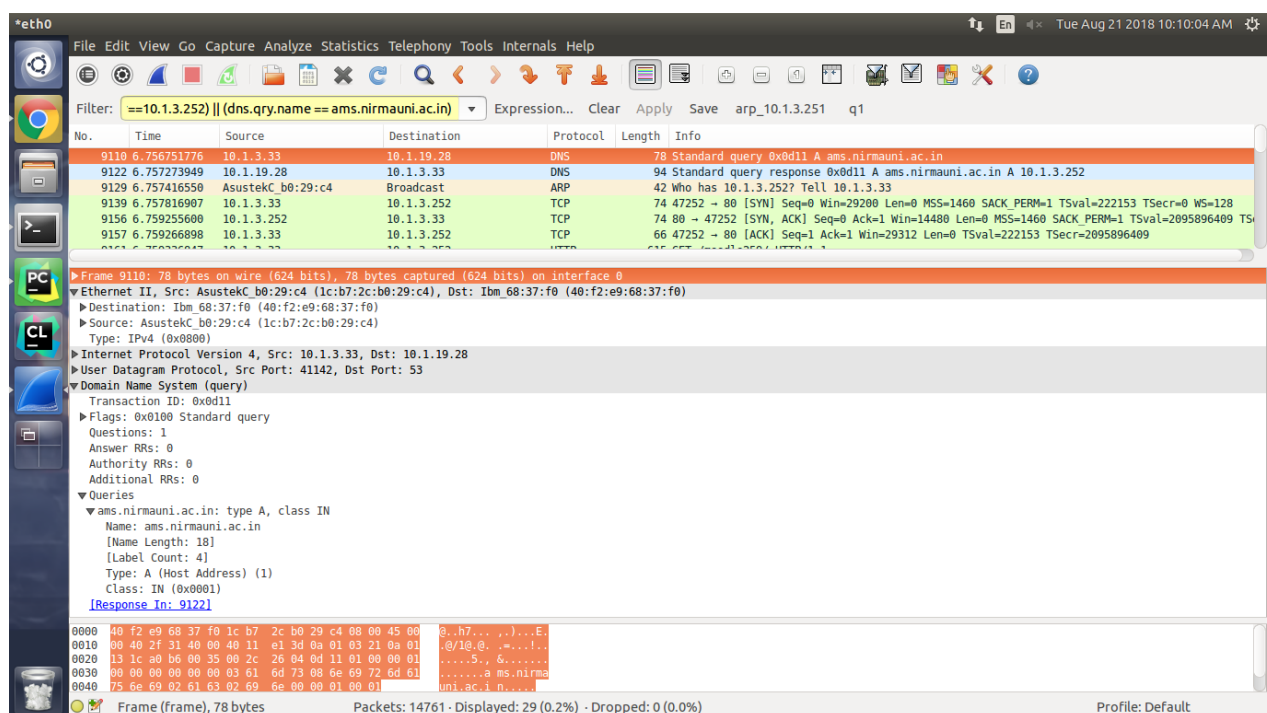 *eth0 En Tue Aug 21 2018 10:10:04 AM
File Edit View Go Capture Analyze Statistics Telephony Tools Internals Help
Filter: ==10.1.3.252) || (dns.qry.name == ams.nirmauni.ac.in) Expression... Clear Apply Save arp_10.1.3.251 q1
No. Time Source Destination Protocol Length Info
9110 6.756751776 10.1.3.33 10.1.19.28 DNS 78 Standard query 0x0d11 A ams.nirmauni.ac.in
9122 6.757273949 10.1.19.28 10.1.3.33 DNS 94 Standard query response 0x0d11 A ams.nirmauni.ac.in A 10.1.3.252
9129 6.757416550 AsustekC_b0:29:c4 Broadcast ARP 42 Who has 10.1.3.252? Tell 10.1.3.33
9139 6.757816907 10.1.3.33 10.1.3.252 TCP 74 47252 → 80 [SYN] Seq=0 Win=29200 Len=0 MSS=1460 SACK_PERM=1 TSval=222153 TSecr=0 WS=128
9156 6.759255600 10.1.3.252 10.1.3.33 TCP 74 80 → 47252 [SYN, ACK] Seq=0 Ack=1 Win=14480 Len=0 MSS=1460 SACK_PERM=1 TSval=2095896409 TS
9157 6.759266898 10.1.3.33 10.1.3.252 TCP 66 47252 → 80 [ACK] Seq=1 Ack=1 Win=29312 Len=0 TSval=222153 TSecr=2095896409
Frame 9110: 78 bytes on wire (624 bits), 78 bytes captured (624 bits) on interface 0
Ethernet II, Src: AsustekC_b0:29:c4 (1c:b7:2c:b0:29:c4), Dst: Ibm_68:37:f0 (40:f2:e9:68:37:f0)
Destination: Ibm_68:37:f0 (40:f2:e9:68:37:f0)
Source: AsustekC_b0:29:c4 (1c:b7:2c:b0:29:c4)
Type: IPv4 (0x0800)
Internet Protocol Version 4, Src: 10.1.3.33, Dst: 10.1.19.28
User Datagram Protocol, Src Port: 41142, Dst Port: 53
Domain Name System (query)
Transaction ID: 0x0d11
Flags: 0x0100 Standard query
Questions: 1
Answer RRs: 0
Authority RRs: 0
Additional RRs: 0
Queries
ams.nirmauni.ac.in: type A, class IN
Name: ams.nirmauni.ac.in
[Name Length: 18]
[Label Count: 4]
Type: A (Host Address) (1)
Class: IN (0x0001)
[Response In: 9122]
0000 40 f2 e9 68 37 f0 1c b7 2c b0 29 c4 08 00 45 00 @..h7... ,.)...E.
0010 00 40 2f 31 40 00 40 11 e1 3d 0a 01 03 21 0a 01 .@/1@.@. .=...!..
0020 13 1c a0 b6 00 35 00 2c 26 04 0d 11 01 00 00 01 .....5., &.......
0030 00 00 00 00 00 00 03 61 6d 73 08 6e 69 72 6d 61 .......a ms.nirma
0040 75 6e 69 02 61 63 02 69 6e 00 00 01 00 01 uni.ac.i n.....
Frame (frame), 78 bytes Packets: 14761 · Displayed: 29 (0.2%) · Dropped: 0 (0.0%) Profile: Default
PC
CL